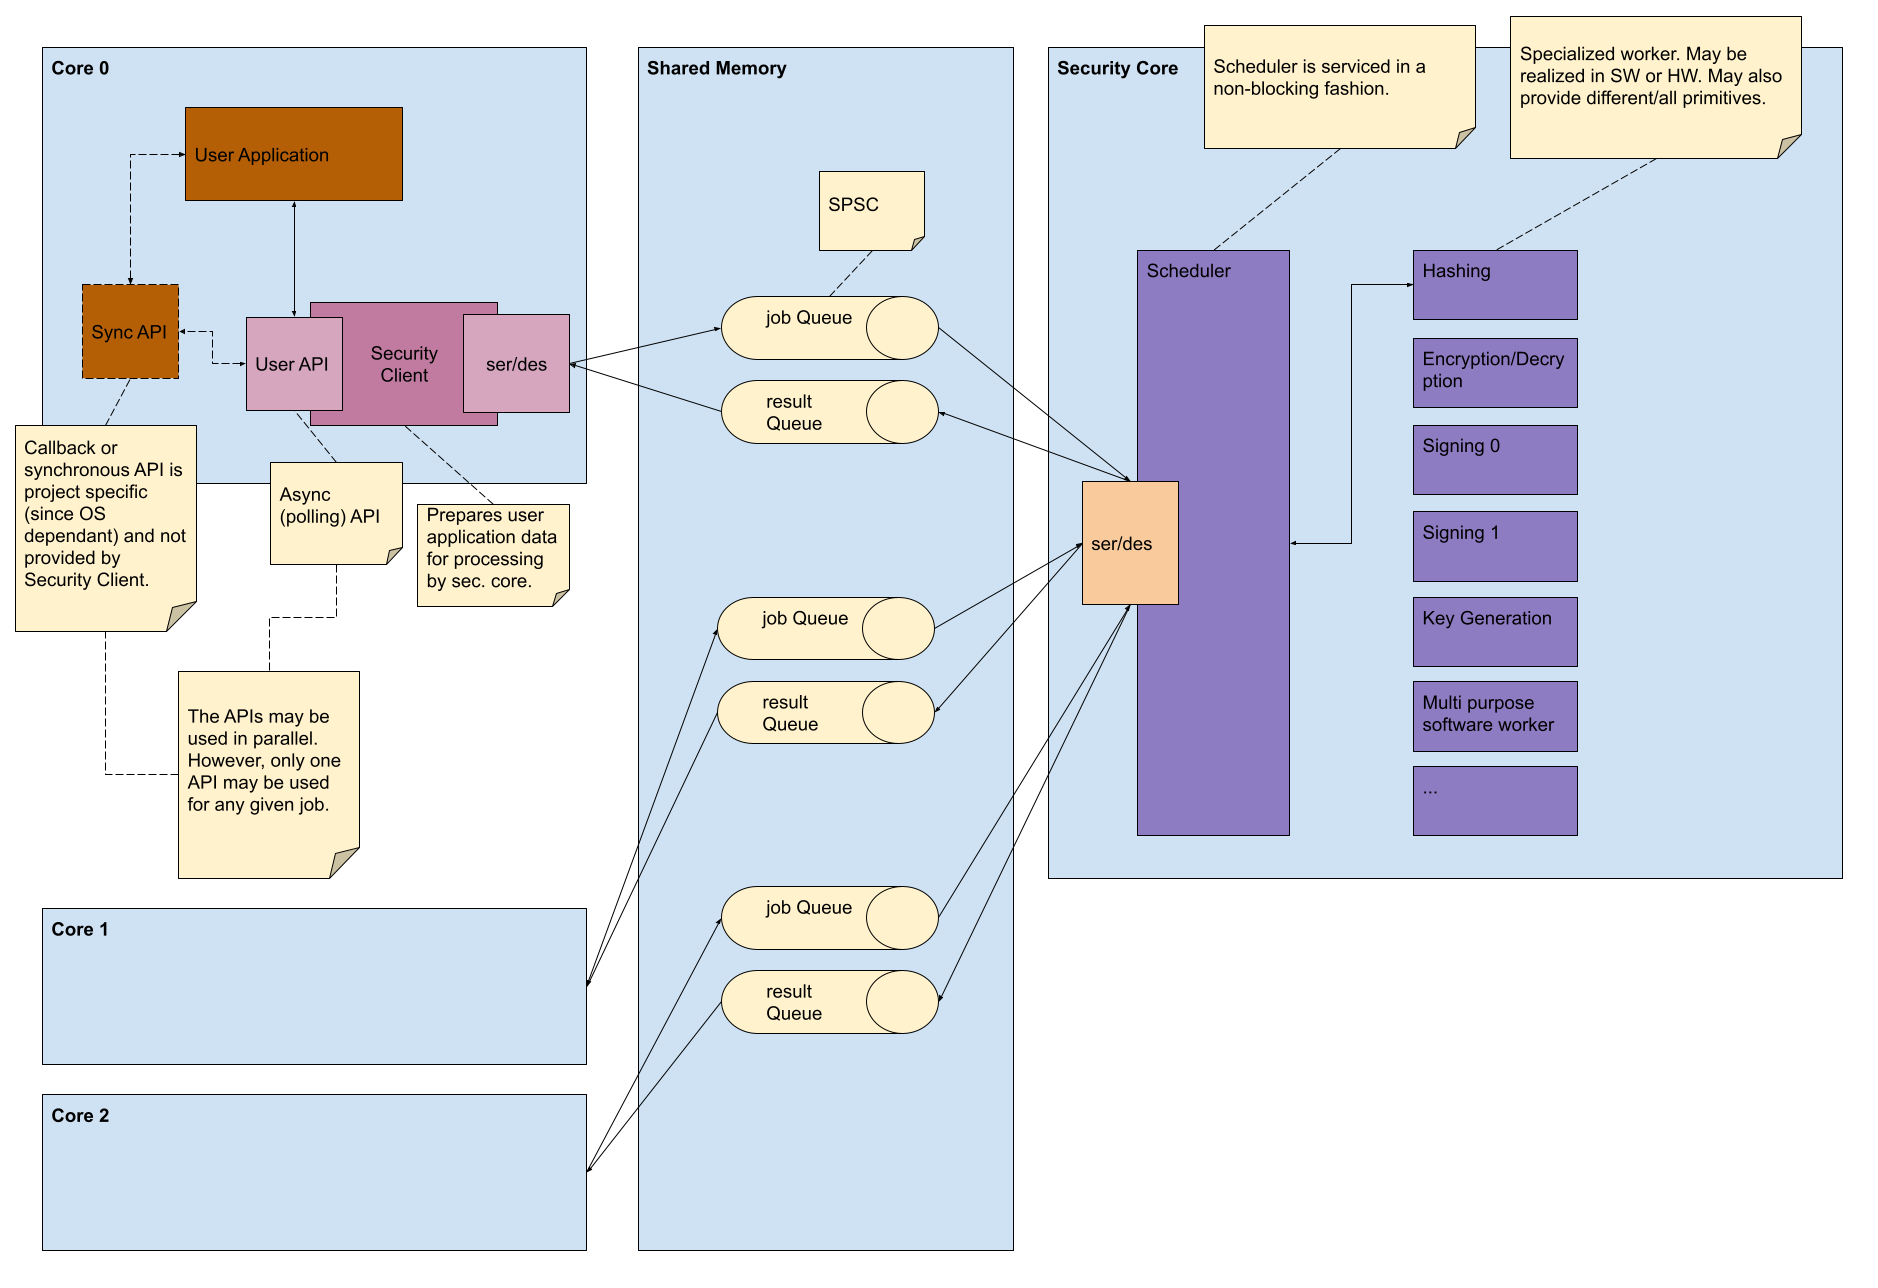 Core 0
User Application
Sync API
User API
Security
Client
ser/des
Callback or
synchronous API is
project specific
(since OS
dependant) and not
provided by
Security Client.
Async
(polling) API
Prepares user
application data
for processing
by sec. core.
The APIs may be
used in parallel.
However, only one
API may be used
for any given job.
Core 1
Core 2
Shared Memory
SPSC
job Queue
result
Queue
job Queue
result
Queue
job Queue
result
Queue
Security Core
Scheduler is serviced in a
non-blocking fashion.
Specialized worker. May be
realized in SW or HW. May also
provide different/all primitives.
Scheduler
ser/des
Hashing
Encryption/Decry
ption
Signing 0
Signing 1
Key Generation
Multi purpose
software worker
...